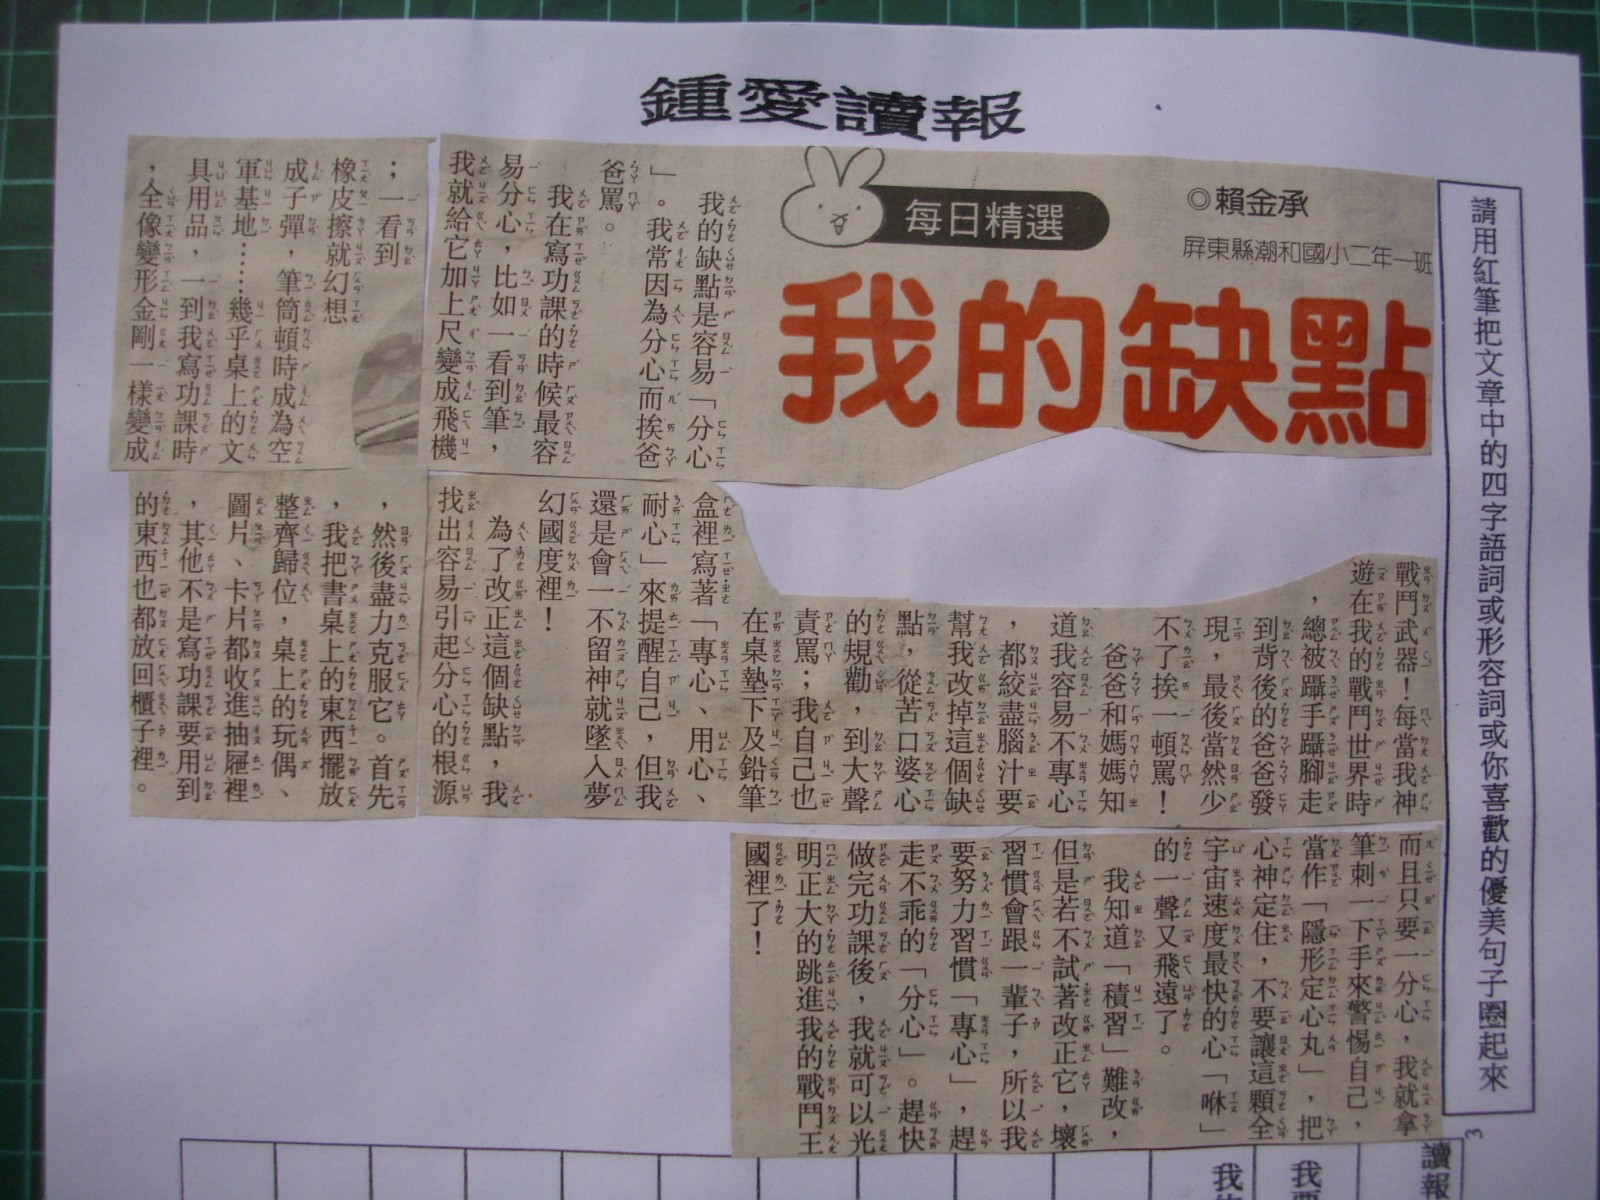 鍾愛讀報
請用紅筆把文章中的四字語詞或形容詞或你喜歡的優美句子圈起來
◎賴金承
屏東縣潮和國小二年一班
每日精選
我的缺點
我的缺點是容易「分心
」。我常因為分心而挨爸
爸罵。
我在寫功課的時候最容
易分心，比如一看到筆，
我就給它加上尺變成飛機
；一看到
橡皮擦就幻想
成子彈，筆筒頓時成為空
軍基地……幾乎桌上的文
具用品，一到我寫功課時
，全像變形金剛一樣變成
戰鬥武器！每當我神
遊在我的戰鬥世界時
，總被躡手躡腳走
到背後的爸爸發
現，最後當然少
不了挨一頓罵！
爸爸和媽媽知
道我容易不專心
，都絞盡腦汁要
幫我改掉這個缺
點，從苦口婆心
的規勸，到大聲
責罵；我自己也
在桌墊下及鉛筆
盒裡寫著「專心、用心、
耐心」來提醒自己，但我
還是會一不留神就墜入夢
幻國度裡！
為了改正這個缺點，我
找出容易引起分心的根源
，然後盡力克服它。首先
，我把書桌上的東西擺放
整齊歸位，桌上的玩偶、
圖片、卡片都收進抽屜裡
，其他不是寫功課要用到
的東西也都放回櫃子裡。
而且只要一分心，我就拿
筆刺一下手來警惕自己，
當作「隱形定心丸」，把
心神定住，不要讓這顆全
宇宙速度最快的心「咻」
的一聲又飛遠了。
我知道「積習」難改，
但是若不試著改正它，壞
習慣會跟一輩子，所以我
要努力習慣「專心」，趕
走不乖的「分心」。趕快
做完功課後，我就可以光
明正大的跳進我的戰鬥王
國裡了！
3
讀報
我要
我的